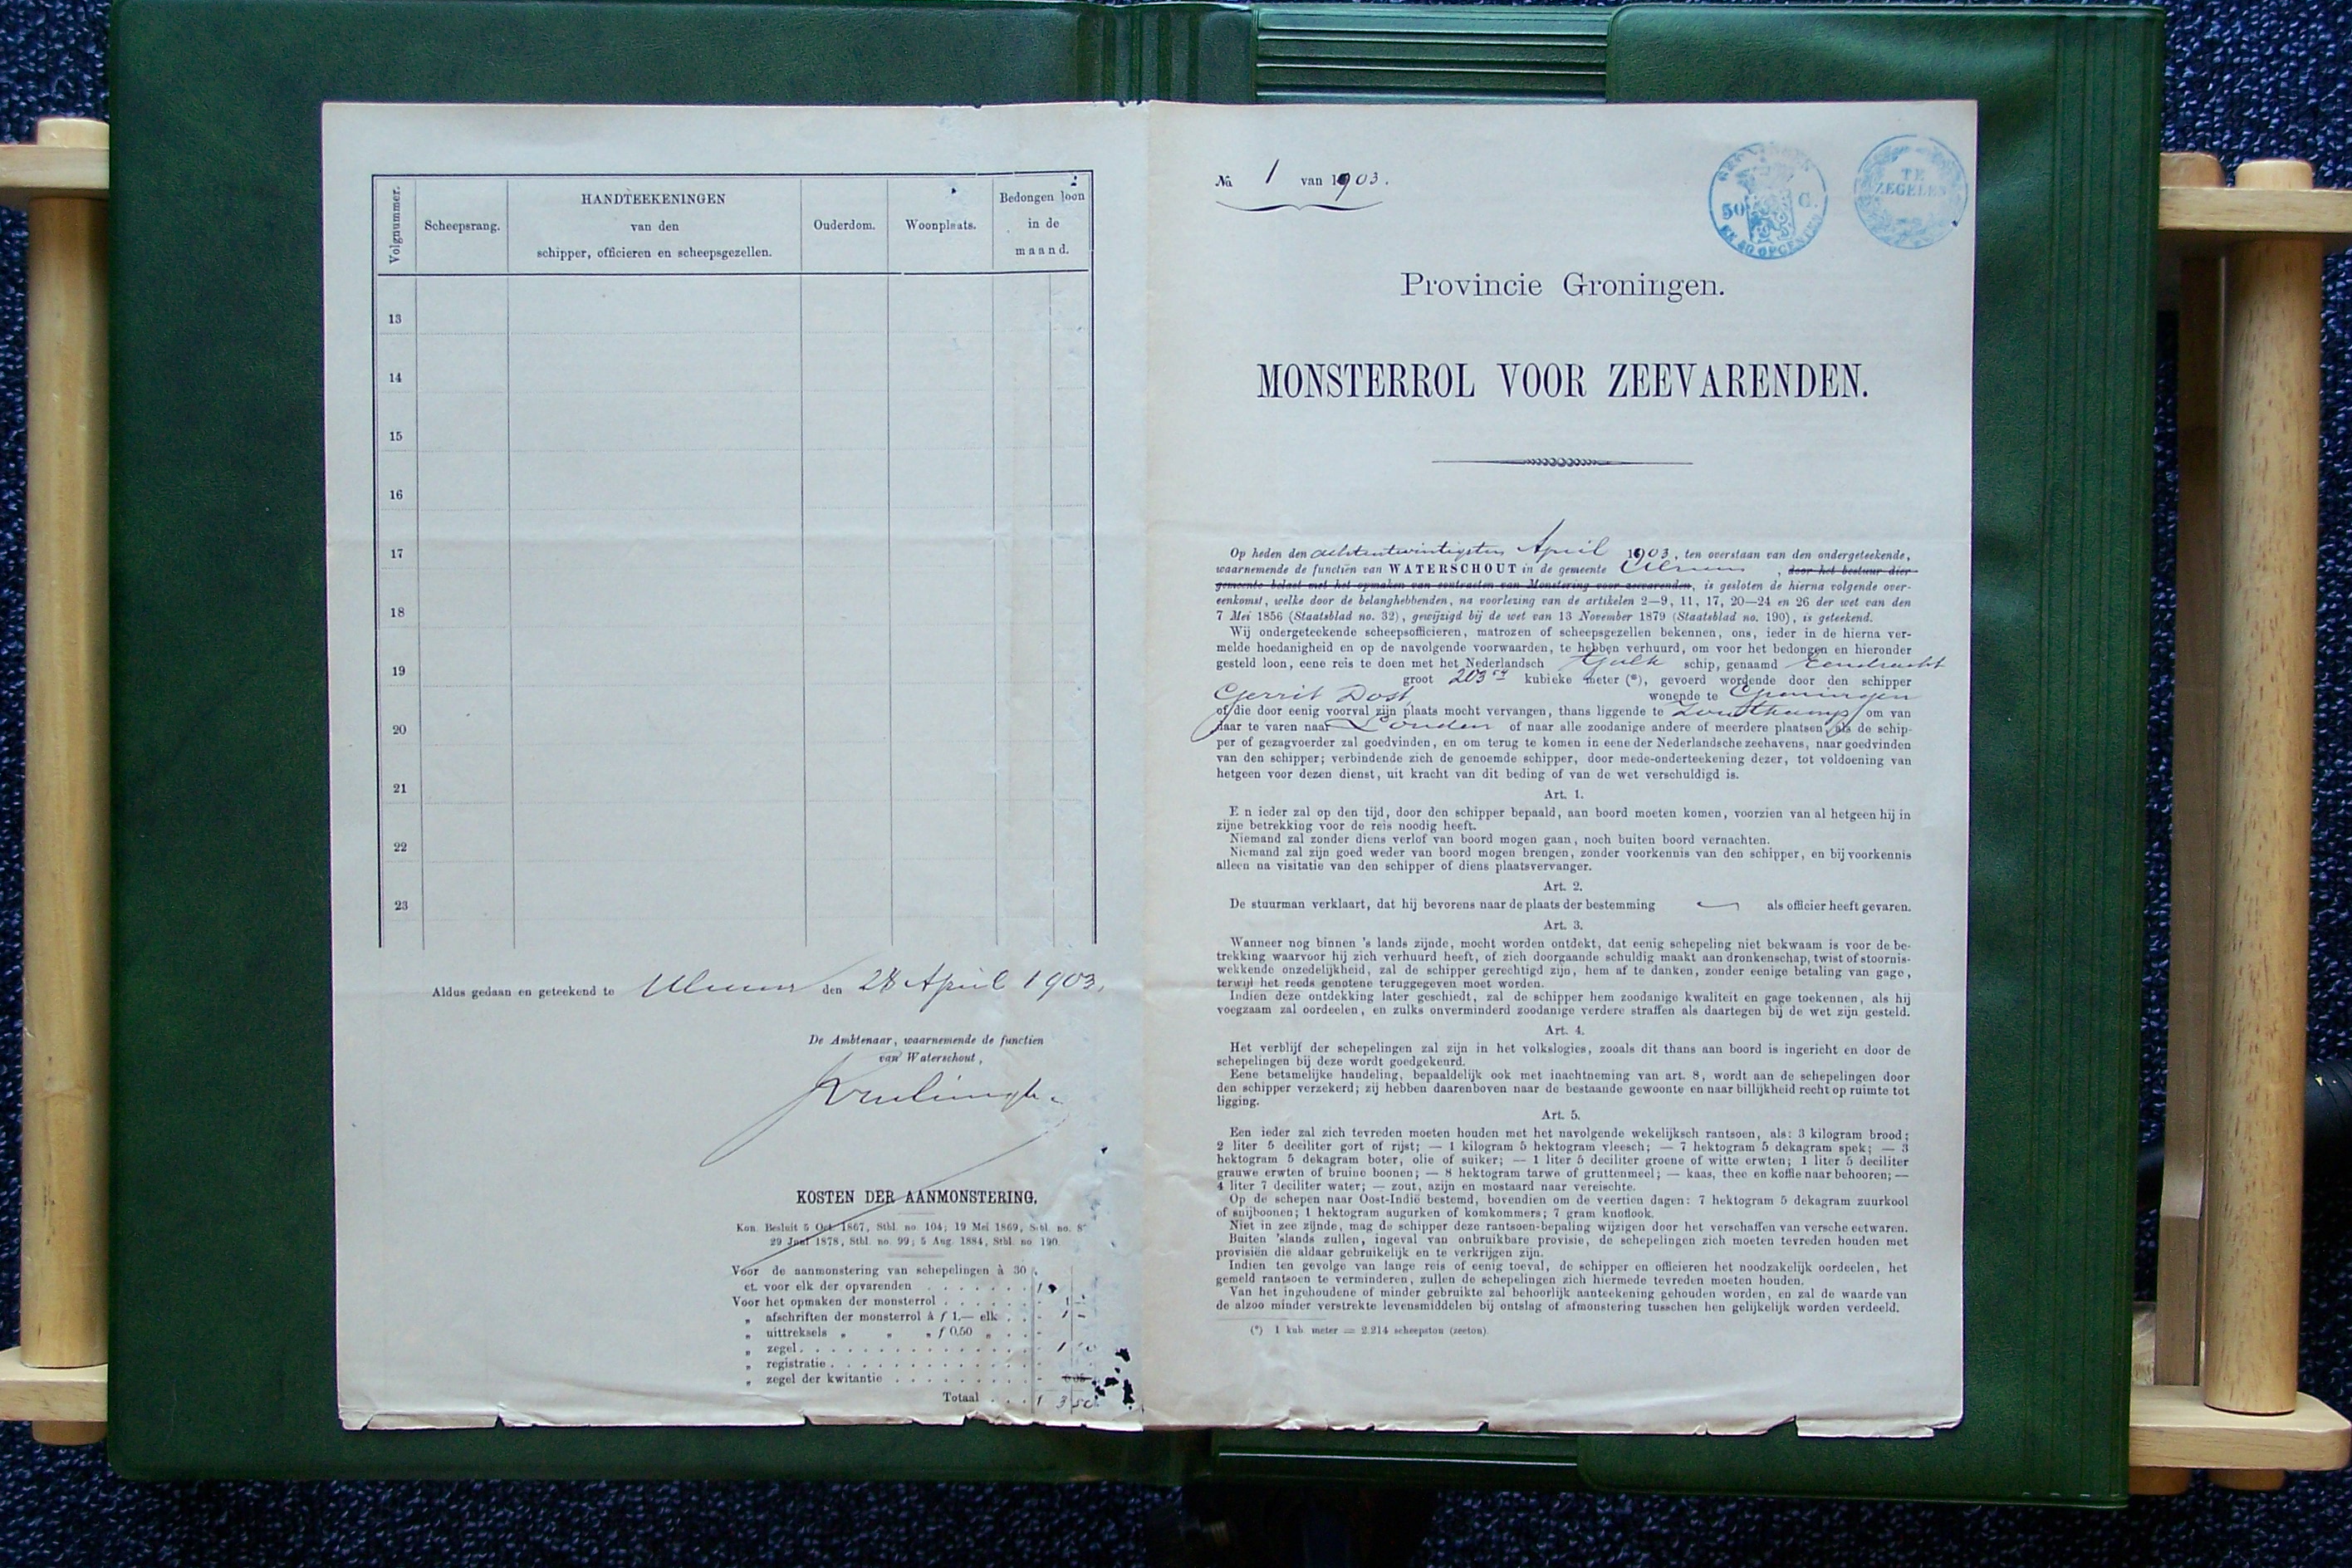 Volgnummer.
Scheepsrang.
HANDTEEKENINGEN
van den
schipper, officieren en scheepsgezellen.
Ouderdom.
Woonplaats.
Bedongen loon
in de
maand.
13
14
15
16
17
18
19
20
21
22
23
Aldus gedaan en geteekend te Ulrum den 28 April 1903.
De Ambtenaar, waarnemende de functien
van Waterschout,
KOSTEN DER AANMONSTERING.
Kon. Besluit 5 Oct. 1867, Stbl. no. 104; 19 Mei 1869, Stbl. no. 8
29 Juni 1878, Stbl. no. 99; 5 Aug. 1884, Stbl. no 190.
Voor de aanmonstering van schepelingen à 30
ct. voor elk der opvarenden
Voor het opmaken der monsterrol 1 -
„ afschriften der monsterrol à f 1.— elk 1 -
„ uittreksels „ „ „ f 0.50 „
„ zegel 1
„ registratie
„ zegel der kwitantie
Totaal 3 50
No 1 van 1903.
50 C.
EN 40 OPCENTEN
TE
ZEGELEN
Provincie Groningen.
MONSTERROL VOOR ZEEVARENDEN.
Op heden den achtentwintigsten April 1903, ten overstaan van den ondergeteekende,
waarnemende de functiën van WATERSCHOUT in de gemeente Ulrum, door het bestuur dier
gemeente belast met het opmaken van contracten van Monstering voor zeevarenden, is gesloten de hierna volgende over-
eenkomst, welke door de belanghebbenden, na voorlezing van de artikelen 2—9, 11, 17, 20—24 en 26 der wet van den
7 Mei 1856 (Staatsblad no. 32), gewijzigd bij de wet van 13 November 1879 (Staatsblad no. 190), is geteekend.
Wij ondergeteekende scheepsofficieren, matrozen of scheepsgezellen bekennen, ons, ieder in de hierna ver-
melde hoedanigheid en op de navolgende voorwaarden, te hebben verhuurd, om voor het bedongen en hieronder
gesteld loon, eene reis te doen met het Nederlandsch Tjalk schip, genaamd Eendracht
groot 203 kubieke meter (*), gevoerd wordende door den schipper
Gerrit Dost wonende te Groningen
of die door eenig voorval zijn plaats mocht vervangen, thans liggende te Zoutkamp om van
daar te varen naar Londen of naar alle zoodanige andere of meerdere plaatsen als de schip-
per of gezagvoerder zal goedvinden, en om terug te komen in eene der Nederlandsche zeehavens, naar goedvinden
van den schipper; verbindende zich de genoemde schipper, door mede-onderteekening dezer, tot voldoening van
hetgeen voor dezen dienst, uit kracht van dit beding of van de wet verschuldigd is.
Art. 1.
E n ieder zal op den tijd, door den schipper bepaald, aan boord moeten komen, voorzien van al hetgeen hij in
zijne betrekking voor de reis noodig heeft.
Niemand zal zonder diens verlof van boord mogen gaan, noch buiten boord vernachten.
Niemand zal zijn goed weder van boord mogen brengen, zonder voorkennis van den schipper, en bij voorkennis
alleen na visitatie van den schipper of diens plaatsvervanger.
Art. 2.
De stuurman verklaart, dat hij bevorens naar de plaats der bestemming als officier heeft gevaren.
Art. 3.
Wanneer nog binnen 's lands zijnde, mocht worden ontdekt, dat eenig schepeling niet bekwaam is voor de be-
trekking waarvoor hij zich verhuurd heeft, of zich doorgaande schuldig maakt aan dronkenschap, twist of stoornis-
wekkende onzedelijkheid, zal de schipper gerechtigd zijn, hem af te danken, zonder eenige betaling van gage,
terwijl het reeds genotene teruggegeven moet worden.
Indien deze ontdekking later geschiedt, zal de schipper hem zoodanige kwaliteit en gage toekennen, als hij
voegzaam zal oordeelen, en zulks onverminderd zoodanige verdere straffen als daartegen bij de wet zijn gesteld.
Art. 4.
Het verblijf der schepelingen zal zijn in het volkslogies, zooals dit thans aan boord is ingericht en door de
schepelingen bij deze wordt goedgekeurd.
Eene betamelijke handeling, bepaaldelijk ook met inachtneming van art. 8, wordt aan de schepelingen door
den schipper verzekerd; zij hebben daarenboven naar de bestaande gewoonte en naar billijkheid recht op ruimte tot
ligging.
Art. 5.
Een ieder zal zich tevreden moeten houden met het navolgende wekelijksch rantsoen, als: 3 kilogram brood;
2 liter 5 deciliter gort of rijst; — 1 kilogram 5 hektogram vleesch; — 7 hektogram 5 dekagram spek; — 3
hektogram 5 dekagram boter, olie of suiker; — 1 liter 5 deciliter groene of witte erwten; 1 liter 5 deciliter
grauwe erwten of bruine boonen; — 8 hektogram tarwe of gruttenmeel; — kaas, thee en koffie naar behooren; —
4 liter 7 deciliter water; — zout, azijn en mostaard naar vereischte.
Op de schepen naar Oost-Indië bestemd, bovendien om de veertien dagen: 7 hektogram 5 dekagram zuurkool
of snijboonen; 1 hektogram augurken of komkommers; 7 gram knoflook.
Niet in zee zijnde, mag de schipper deze rantsoen-bepaling wijzigen door het verschaffen van versche eetwaren.
Buiten 'slands zullen, ingeval van onbruikbare provisie, de schepelingen zich moeten tevreden houden met
provisiën die aldaar gebruikelijk en te verkrijgen zijn.
Indien ten gevolge van lange reis of eenig toeval, de schipper en officieren het noodzakelijk oordeelen, het
gemeld rantsoen te verminderen, zullen de schepelingen zich hiermede tevreden moeten houden.
Van het ingehoudene of minder gebruikte zal behoorlijk aanteekening gehouden worden, en zal de waarde van
de alzoo minder verstrekte levensmiddelen bij ontslag of afmonstering tusschen hen gelijkelijk worden verdeeld.
(*) 1 kub. meter = 2.214 scheepston (zeeton)